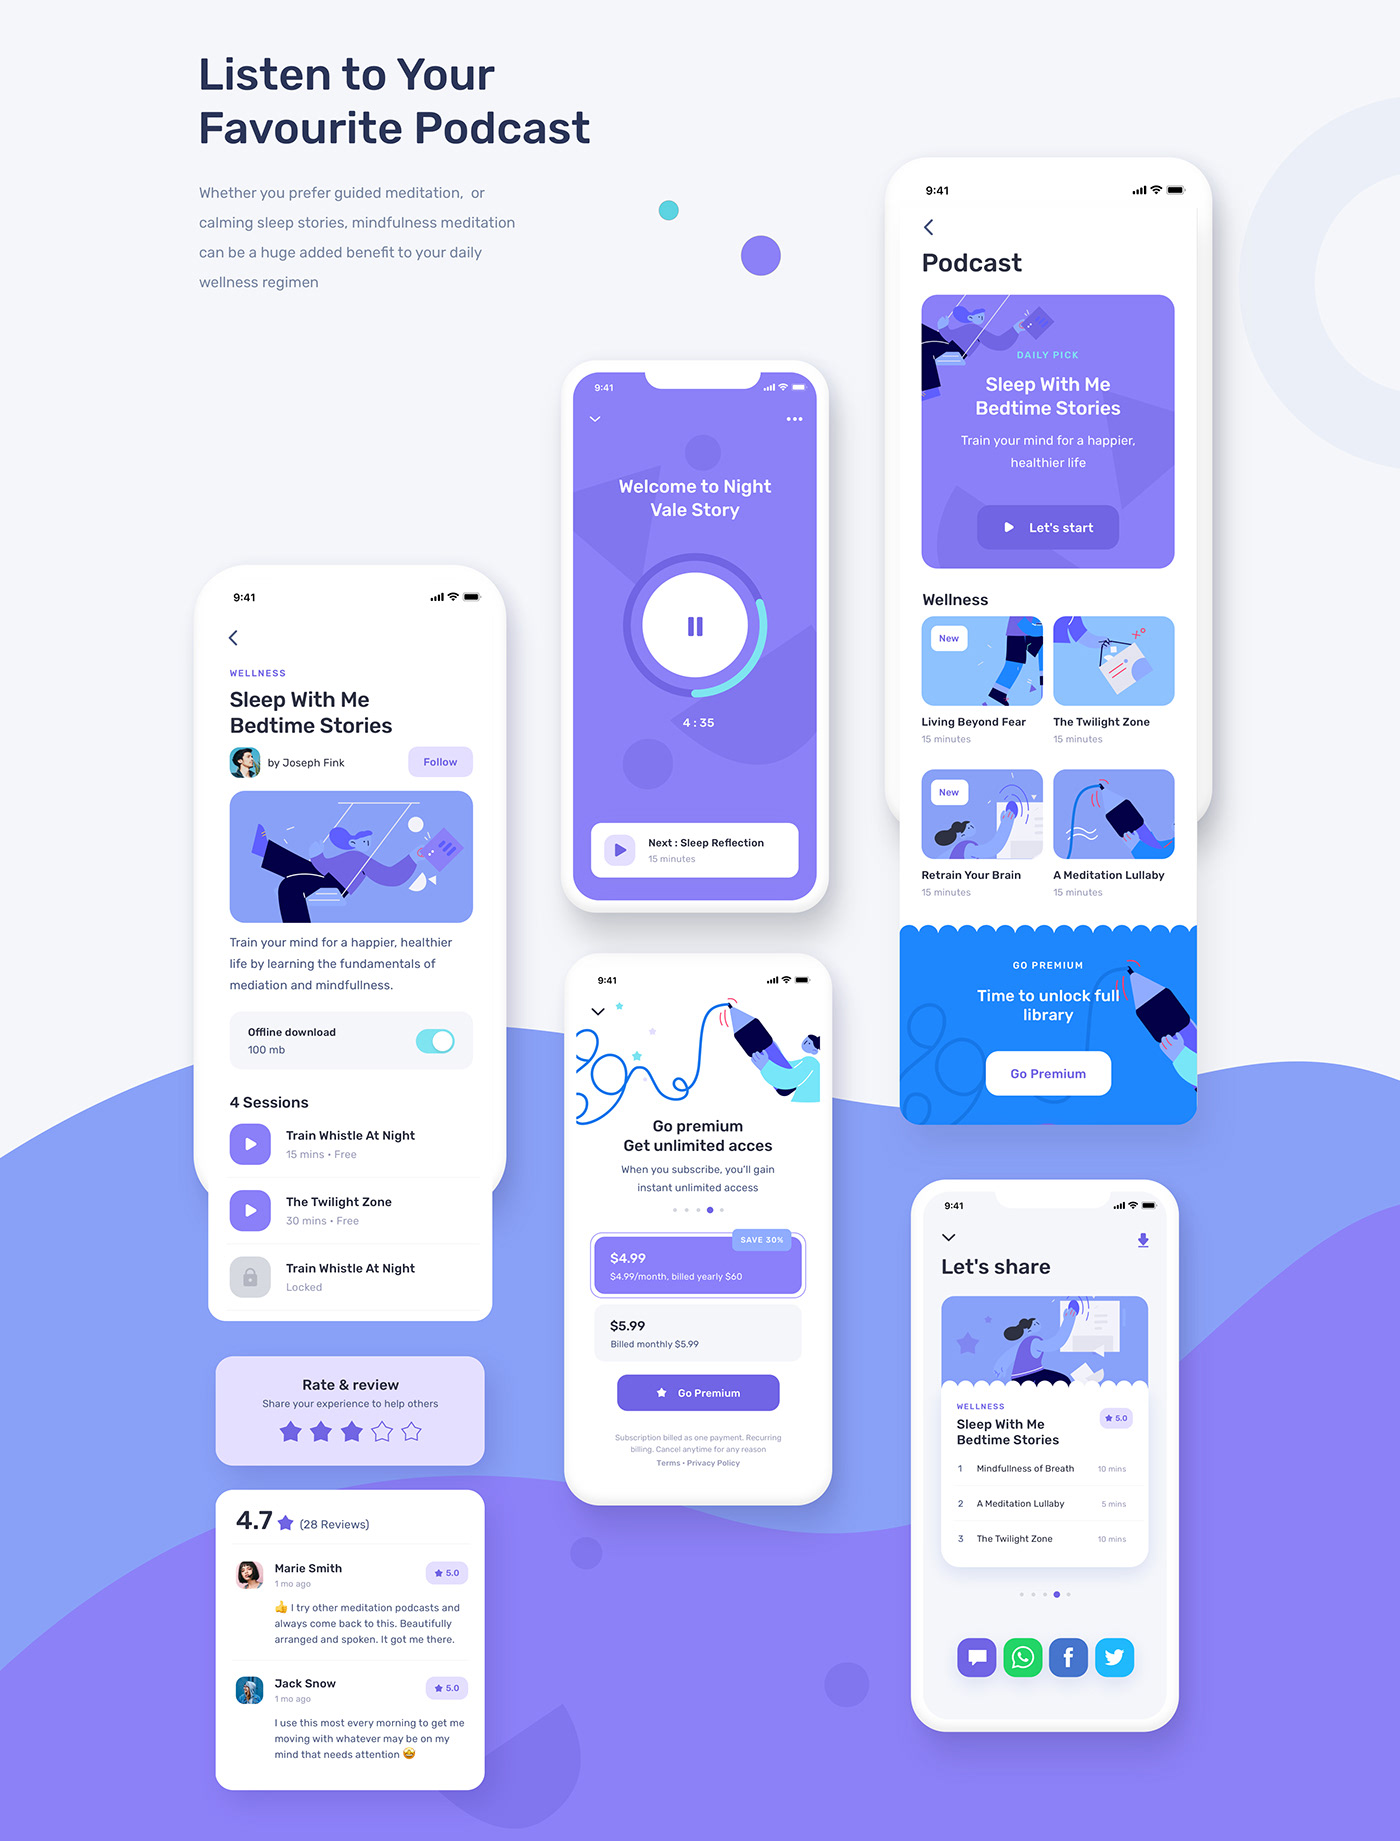 Listen to Your
Favourite Podcast
Whether you prefer guided meditation,  or
calming sleep stories, mindfulness meditation
can be a huge added benefit to your daily
wellness regimen
9:41
WELLNESS
Sleep With Me
Bedtime Stories
by Joseph Fink
Follow
Train your mind for a happier, healthier
life by learning the fundamentals of
mediation and mindfullness.
Offline download
100 mb
4 Sessions
Train Whistle At Night
15 mins • Free
The Twilight Zone
30 mins • Free
Train Whistle At Night
Locked
Rate & review
Share your experience to help others
4.7 (28 Reviews)
Marie Smith
5.0
1 mo ago
👍 I try other meditation podcasts and
always come back to this. Beautifully
arranged and spoken. It got me there.
Jack Snow
5.0
1 mo ago
I use this most every morning to get me
moving with whatever may be on my
mind that needs attention 🤩
9:41
Welcome to Night
Vale Story
4 : 35
Next : Sleep Reflection
15 minutes
9:41
Go premium
Get unlimited acces
When you subscribe, you'll gain
instant unlimited access
SAVE 30%
$4.99
$4.99/month, billed yearly $60
$5.99
Billed monthly $5.99
Go Premium
Subscription billed as one payment. Recurring
billing. Cancel anytime for any reason
Terms • Privacy Policy
9:41
Podcast
DAILY PICK
Sleep With Me
Bedtime Stories
Train your mind for a happier,
healthier life
Let's start
Wellness
New
Living Beyond Fear
15 minutes
The Twilight Zone
15 minutes
New
Retrain Your Brain
15 minutes
A Meditation Lullaby
15 minutes
GO PREMIUM
Time to unlock full
library
Go Premium
9:41
Let's share
WELLNESS
5.0
Sleep With Me
Bedtime Stories
1 Mindfullness of Breath 10 mins
2 A Meditation Lullaby 5 mins
3 The Twilight Zone 10 mins